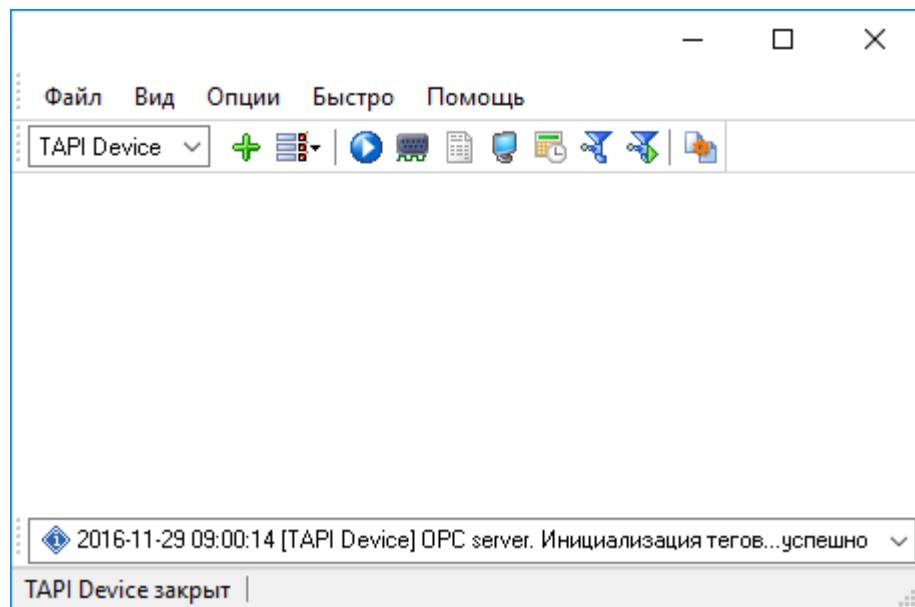 Файл Вид Опции Быстро Помощь
TAPI Device
2016-11-29 09:00:14 [TAPI Device] OPC server. Инициализация тегов...успешно
TAPI Device закрыт